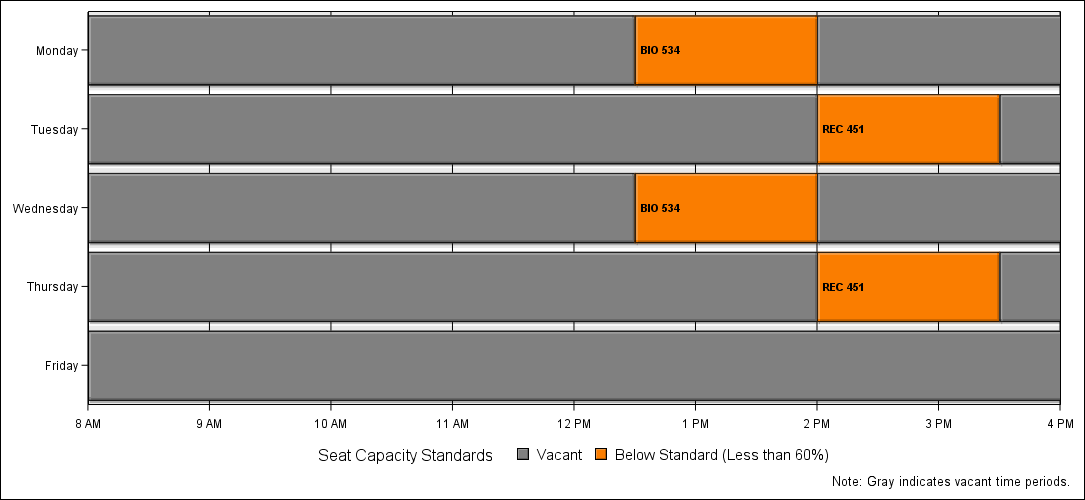 Monday
BIO 534
Tuesday
REC 451
Wednesday
BIO 534
Thursday
REC 451
Friday
8 AM 9 AM 10 AM 11 AM 12 PM 1 PM 2 PM 3 PM 4 PM
Seat Capacity Standards Vacant Below Standard (Less than 60%)
Note: Gray indicates vacant time periods.